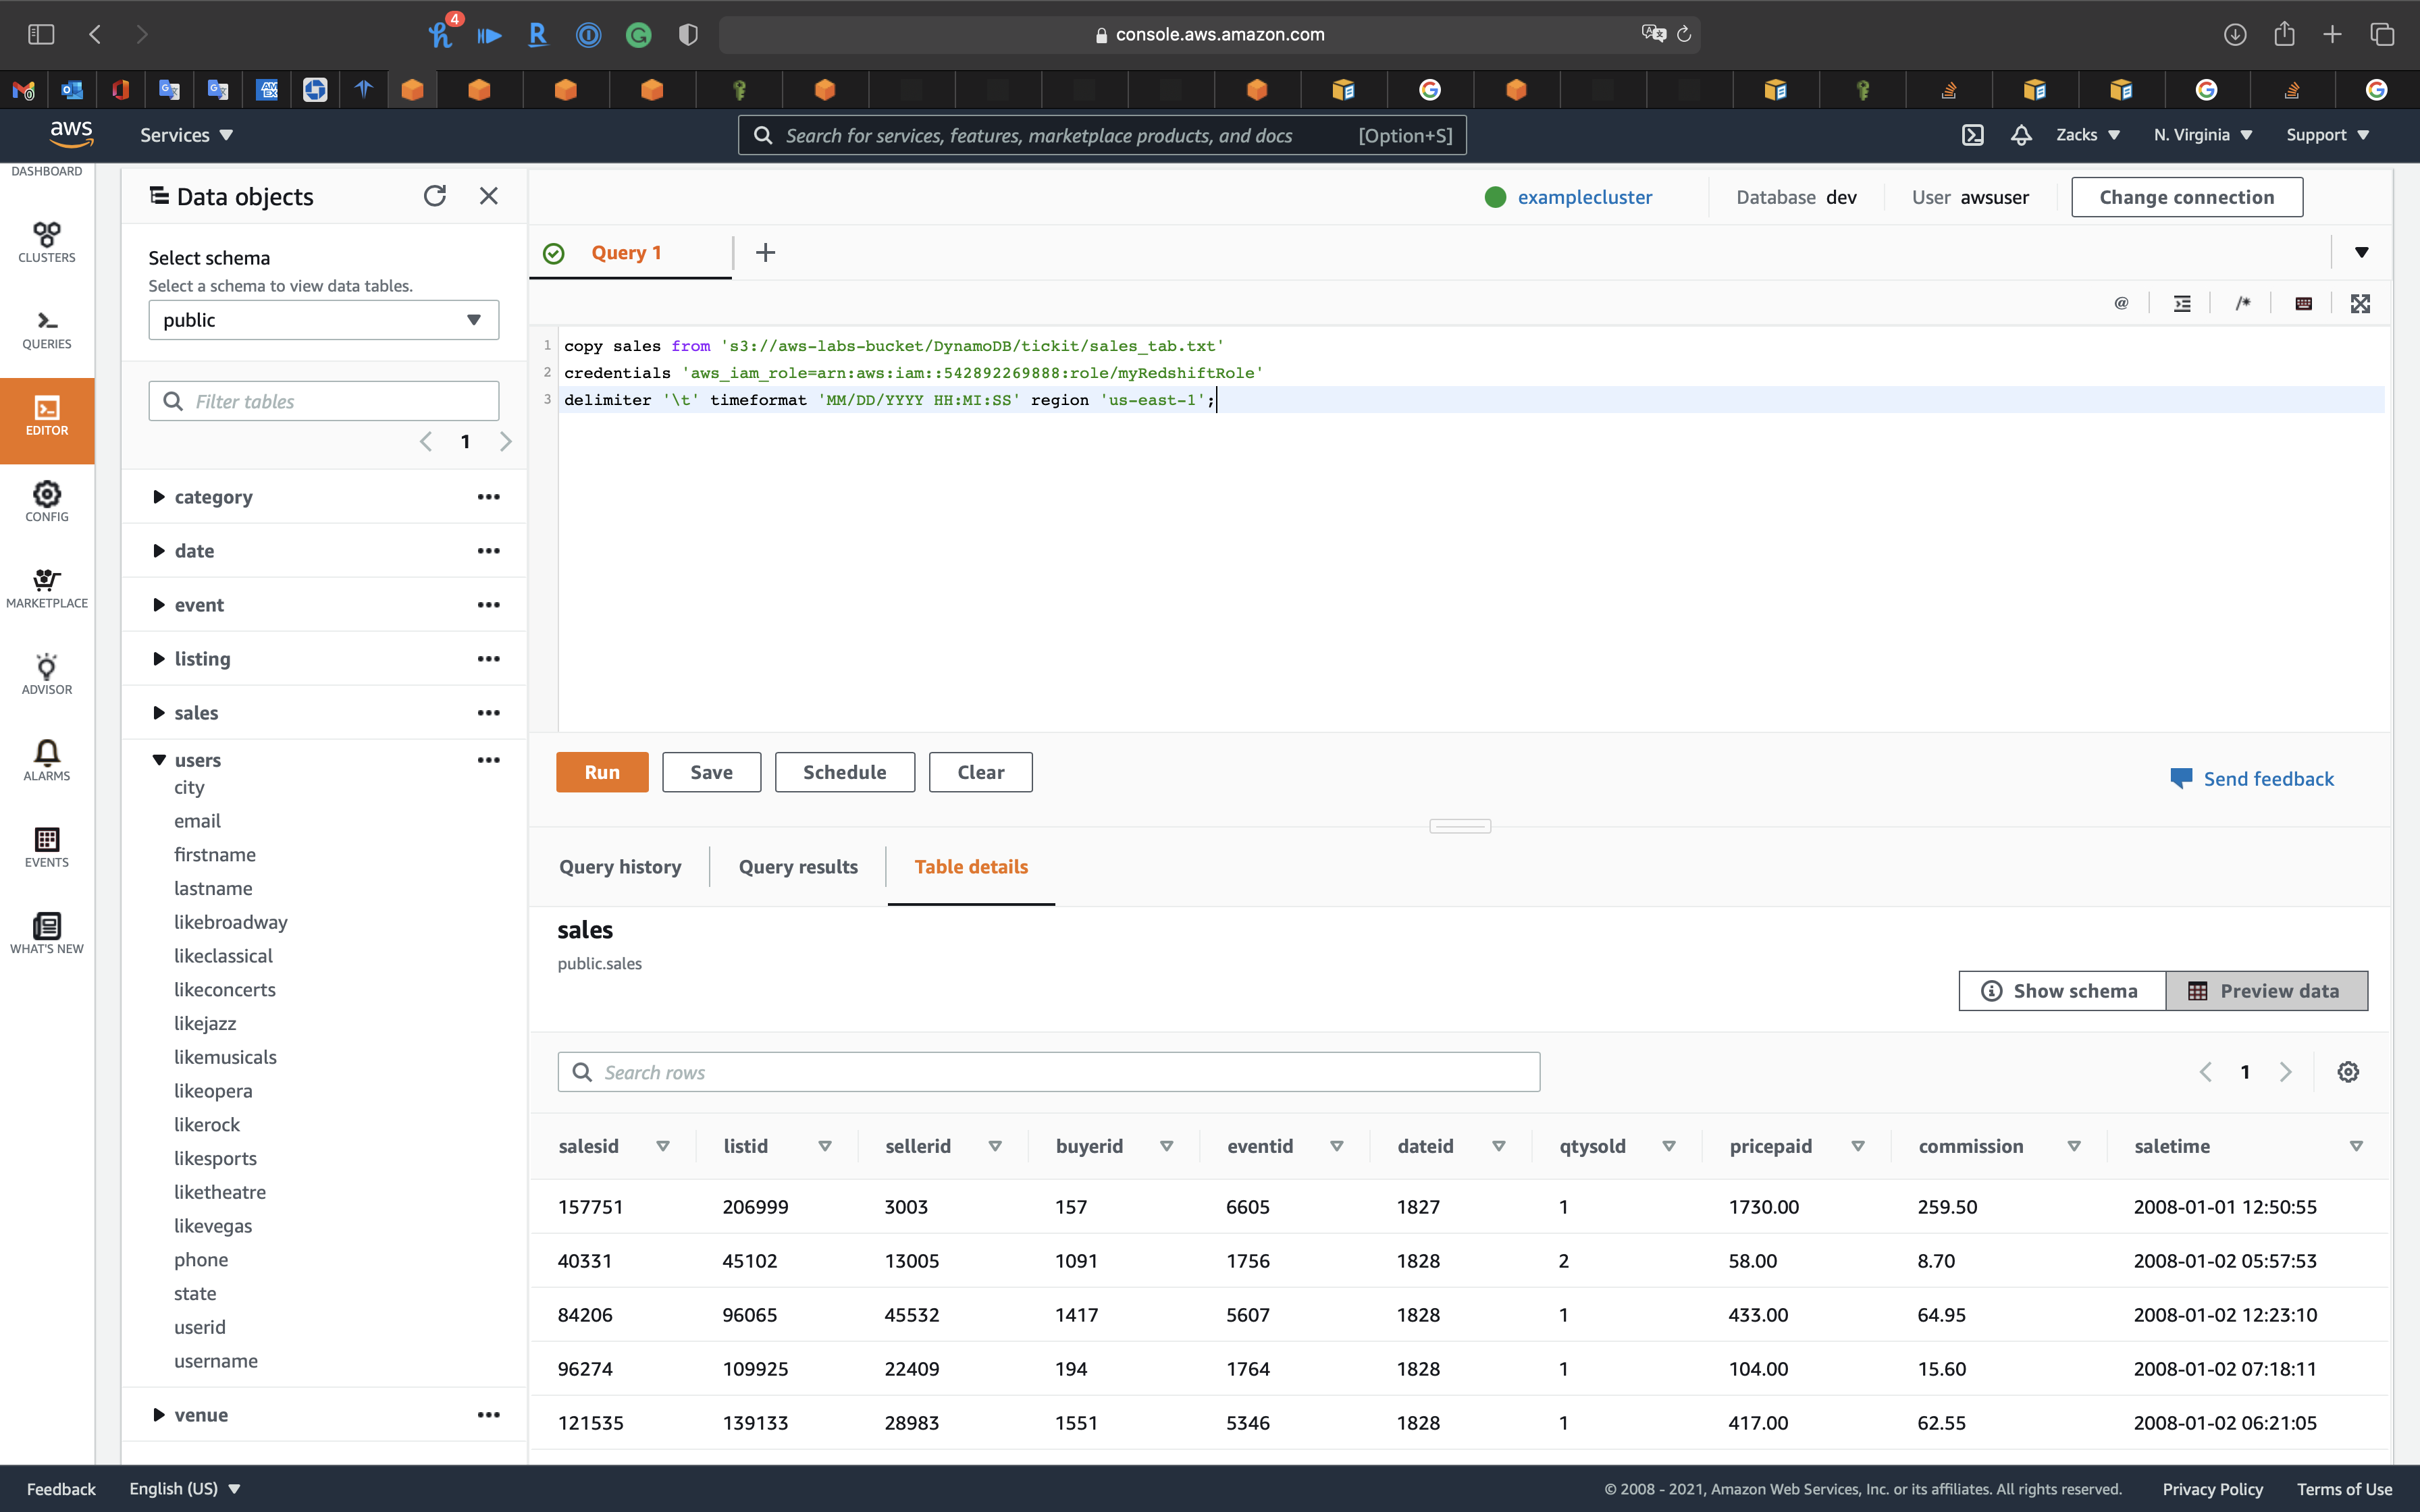 4
console.aws.amazon.com
aws
Services
Search for services, features, marketplace products, and docs [Option+S]
Zacks
N. Virginia
Support
DASHBOARD
CLUSTERS
QUERIES
EDITOR
CONFIG
MARKETPLACE
ADVISOR
ALARMS
EVENTS
WHAT'S NEW
Data objects
Select schema
Select a schema to view data tables.
public
Filter tables
1
category
date
event
listing
sales
users
city
email
firstname
lastname
likebroadway
likeclassical
likeconcerts
likejazz
likemusicals
likeopera
likerock
likesports
liketheatre
likevegas
phone
state
userid
username
venue
examplecluster
Database dev
User awsuser
Change connection
Query 1
1 copy sales from 's3://aws-labs-bucket/DynamoDB/tickit/sales_tab.txt'
2 credentials 'aws_iam_role=arn:aws:iam::542892269888:role/myRedshiftRole'
3 delimiter '\t' timeformat 'MM/DD/YYYY HH:MI:SS' region 'us-east-1';
Run
Save
Schedule
Clear
Send feedback
Query history
Query results
Table details
sales
public.sales
Show schema
Preview data
Search rows
1
salesid listid sellerid buyerid eventid dateid qtysold pricepaid commission saletime
157751 206999 3003 157 6605 1827 1 1730.00 259.50 2008-01-01 12:50:55
40331 45102 13005 1091 1756 1828 2 58.00 8.70 2008-01-02 05:57:53
84206 96065 45532 1417 5607 1828 1 433.00 64.95 2008-01-02 12:23:10
96274 109925 22409 194 1764 1828 1 104.00 15.60 2008-01-02 07:18:11
121535 139133 28983 1551 5346 1828 1 417.00 62.55 2008-01-02 06:21:05
Feedback
English (US)
© 2008 - 2021, Amazon Web Services, Inc. or its affiliates. All rights reserved.
Privacy Policy
Terms of Use